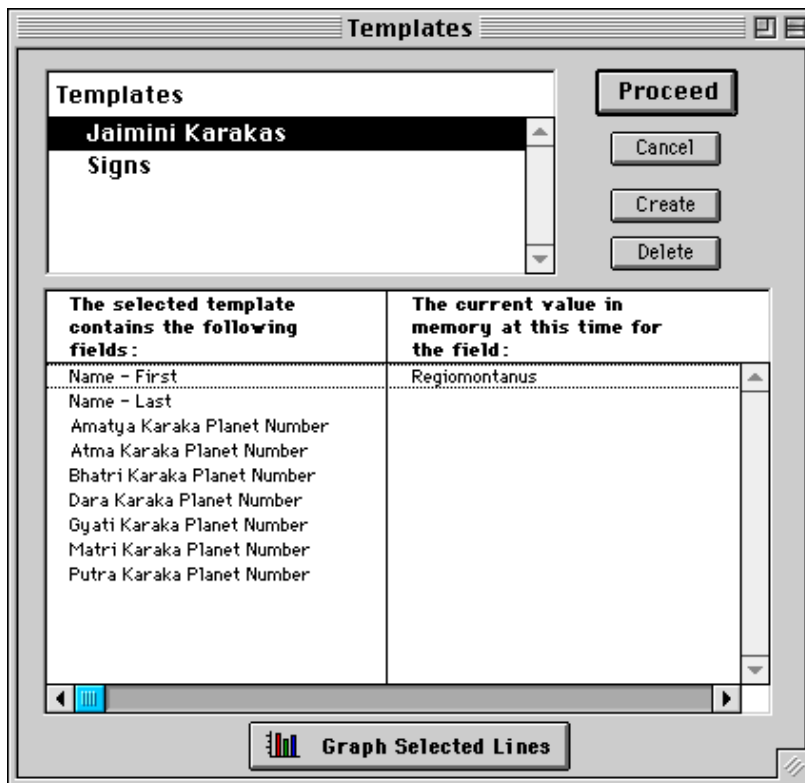 Templates
Templates
Jaimini Karakas
Signs
Proceed
Cancel
Create
Delete
The selected template
contains the following
fields:
The current value in
memory at this time for
the field:
Name - First
Regiomontanus
Name - Last
Amatya Karaka Planet Number
Atma Karaka Planet Number
Bhatri Karaka Planet Number
Dara Karaka Planet Number
Gyati Karaka Planet Number
Matri Karaka Planet Number
Putra Karaka Planet Number
Graph Selected Lines